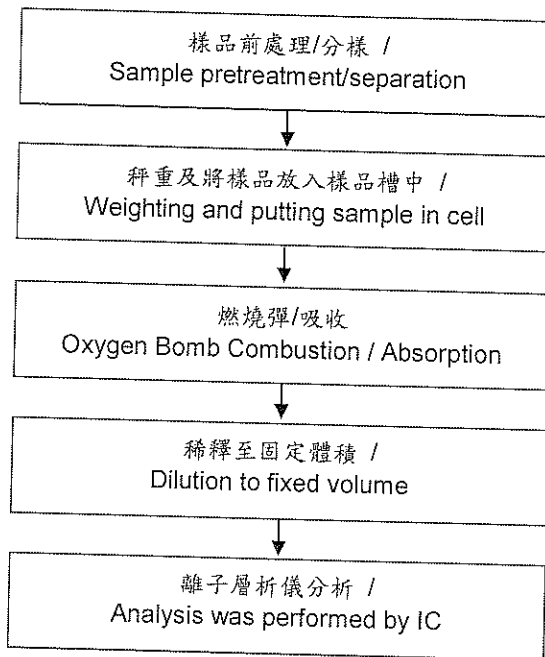 樣品前處理/分樣 /
Sample pretreatment/separation
秤重及將樣品放入樣品槽中 /
Weighting and putting sample in cell
燃燒彈/吸收
Oxygen Bomb Combustion / Absorption
稀釋至固定體積 /
Dilution to fixed volume
離子層析儀分析 /
Analysis was performed by IC